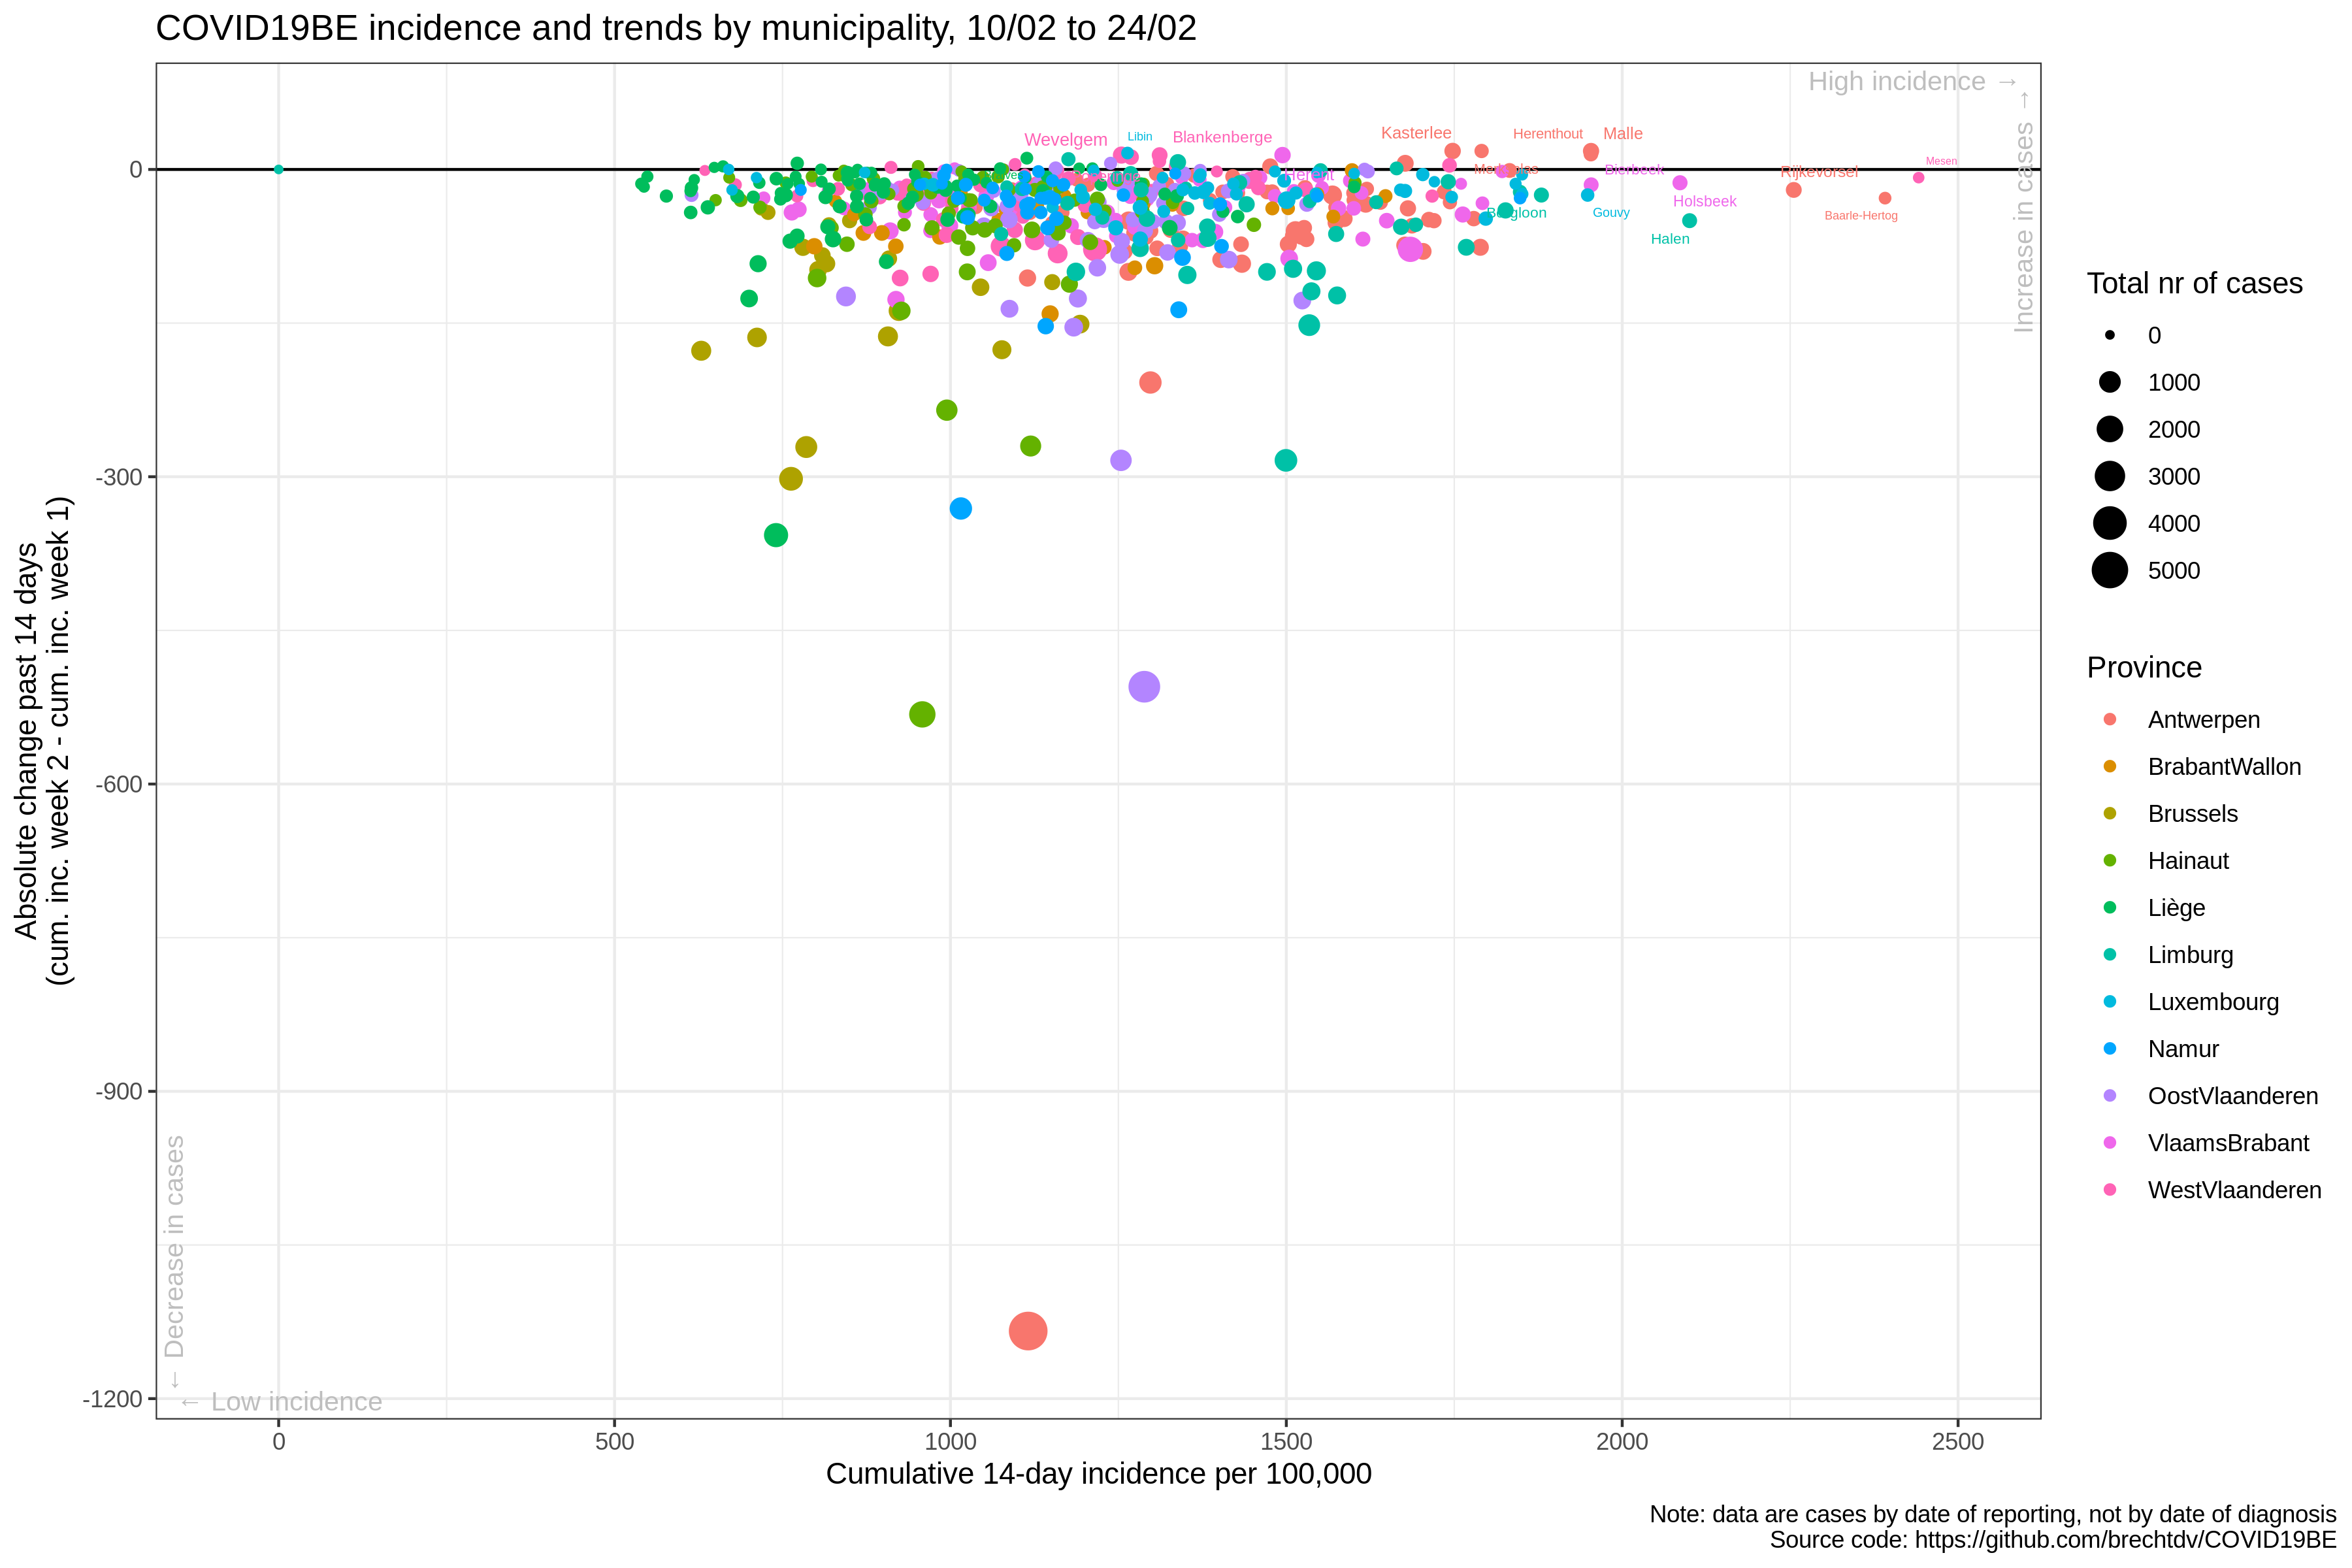 COVID19BE incidence and trends by municipality, 10/02 to 24/02
High incidence →
Increase in cases →
Wevelgem
Libin
Blankenberge
Kasterlee
Herenthout
Malle
Mesen
Bierbeek
Rijkevorsel
Herent
Holsbeek
Gouvy
Baarle-Hertog
Halen
0
-300
-600
-900
-1200
Absolute change past 14 days
(cum. inc. week 2 - cum. inc. week 1)
← Decrease in cases
← Low incidence
0
500
1000
1500
2000
2500
Cumulative 14-day incidence per 100,000
Total nr of cases
0
1000
2000
3000
4000
5000
Province
Antwerpen
BrabantWallon
Brussels
Hainaut
Liège
Limburg
Luxembourg
Namur
OostVlaanderen
VlaamsBrabant
WestVlaanderen
Note: data are cases by date of reporting, not by date of diagnosis
Source code: https://github.com/brechtdv/COVID19BE